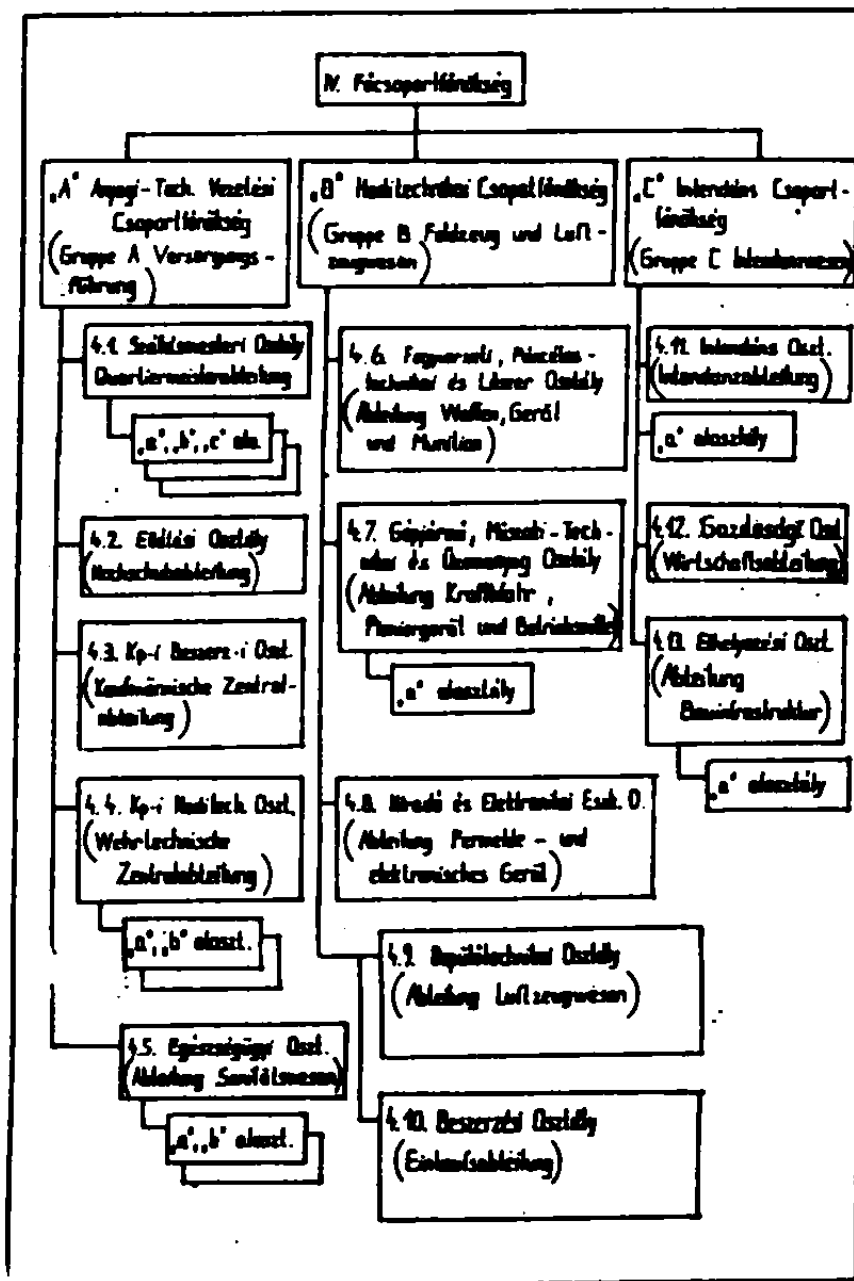 IV. Főcsoportfőnökség
„A“ Anyagi-Tech. Vezetési
Csoportfőnökség
(Gruppe A Versorgungs-
führung)
4.1. Szállásmesteri Osztály
Quartiermeisterabteilung
„a“, „b“, „c“ alo.
4.2. Ellátási Osztály
(Nachschubabteilung)
4.3. Kp-i Beszerz-i Oszt.
(Kaufmännische Zentral-
abteilung)
4.4. Kp-i Haditech. Oszt.
(Wehrtechnische
Zentralabteilung)
„a“, „b“ aloszt.
4.5. Egészségügyi Oszt.
(Abteilung Sanitätswesen)
„a“, „b“ aloszt.
„B“ Haditechnikai Csoportfőnökség
(Gruppe B Feldzeug und Luft-
zeugwesen)
4.6. Fegyverzeti, Páncélos-
technikai és Lőszer Osztály
(Abteilung Waffen, Gerät
und Munition)
4.7. Gépjármű, Műszaki-Tech-
nikai és Üzemanyag Osztály
(Abteilung Kraftfahr,
Pioniergerät und Betriebsmittel)
„a“ alosztály
4.8. Híradó és Elektronikai Eszk. O.
(Abteilung Fermelde- und
elektronisches Gerät)
4.9. Repülőtechnikai Osztály
(Abteilung Luftzeugwesen)
4.10. Beszerzési Osztály
(Einkaufsabteilung)
„C“ Intendáns Csoport-
főnökség
(Gruppe C Intendanzwesen)
4.11. Intendáns Oszt.
(Intendanzabteilung)
„a“ alosztály
4.12. Gazdasági Oszt.
(Wirtschaftsabteilung)
4.13. Elhelyezési Oszt.
(Abteilung
Bauinfrastruktur)
„a“ alosztály